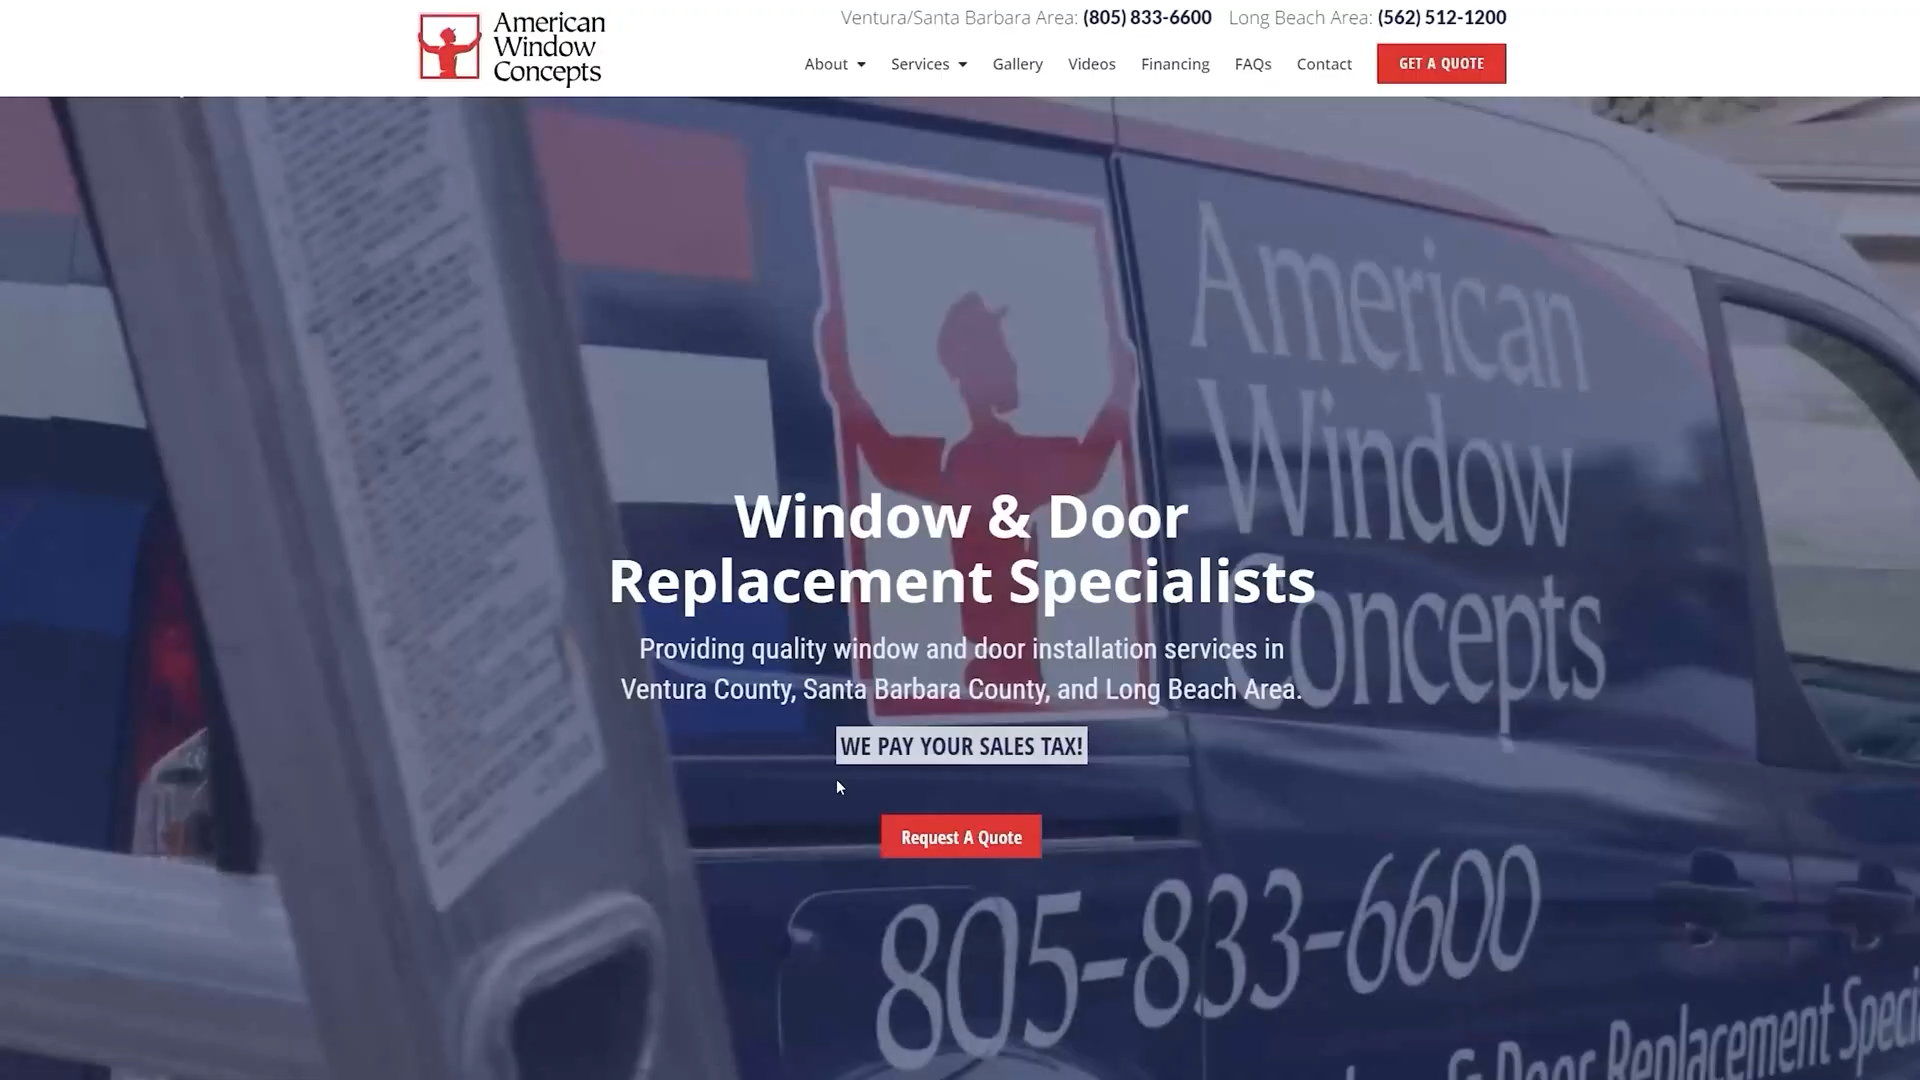 American
Window
Concepts
Ventura/Santa Barbara Area: (805) 833-6600 Long Beach Area: (562) 512-1200
About Services Gallery Videos Financing FAQs Contact GET A QUOTE
American
Window
Concepts
Window & Door
Replacement Specialists
Providing quality window and door installation services in
Ventura County, Santa Barbara County, and Long Beach Area.
WE PAY YOUR SALES TAX!
Request A Quote
805-833-6600
& Door Replacement Speci